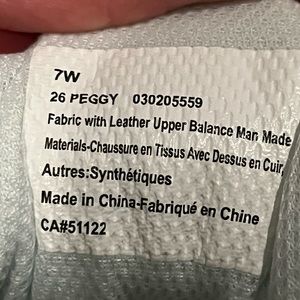 7W
26 PEGGY 030205559
Fabric with Leather Upper Balance Man Made
Materials-Chaussure en Tissus Avec Dessus en Cuir,
Autres:Synthétiques
Made in China-Fabriqué en Chine
CA#51122